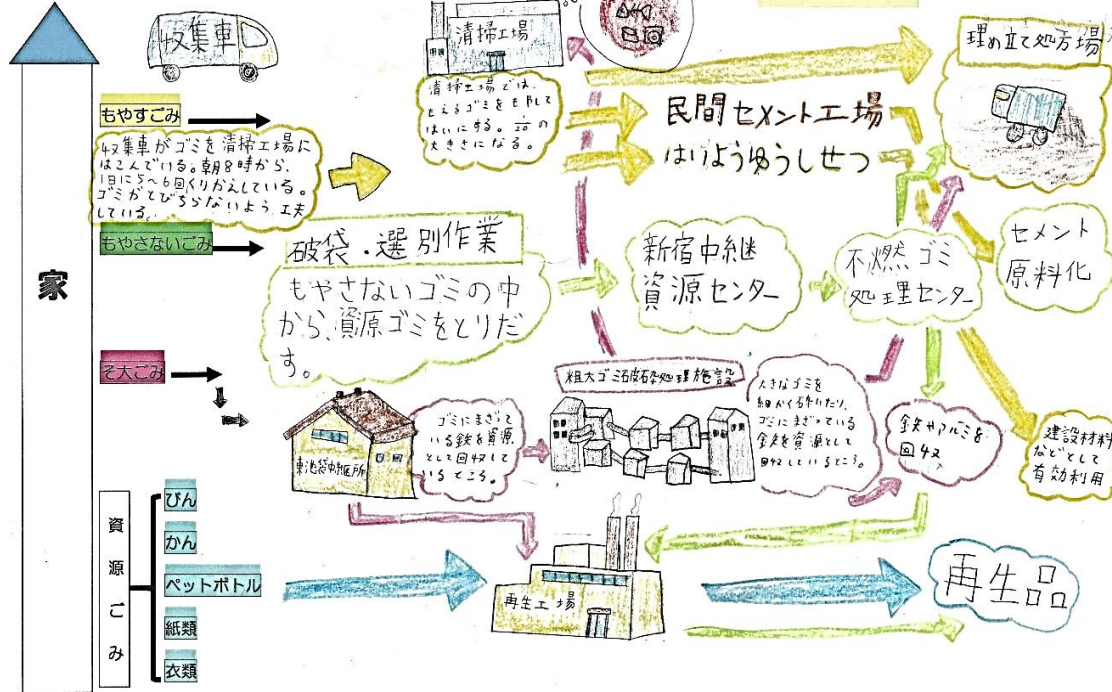 収集車
清掃工場
埋め立て処分場
もやすごみ
収集車がゴミを清掃工場に
はこんでいる。朝8時から、
1日に5〜6回くりかえしている。
ゴミがとびちらないよう工夫
している。
清掃工場では、
もえるゴミをもやして
はいにする。1/20の
大きさになる。
民間セメント工場
はいようゆうしせつ
もやさないごみ
破袋・選別作業
もやさないゴミの中
から、資源ゴミをとりだ
す。
新宿中継
資源センター
不燃ゴミ
処理センター
セメント
原料化
家
そ大ごみ
東池袋中継所
ゴミにまざって
いる鉄を資源
として回収して
いるところ。
粗大ゴミ破砕処理施設
大きなゴミを
細かく砕いたり、
ゴミにまざっている
金鉄を資源として
回収しているところ。
鉄やアルミを
回収
建設材料
などとして
有効利用
資源ごみ
びん
かん
ペットボトル
紙類
衣類
再生工場
再生品